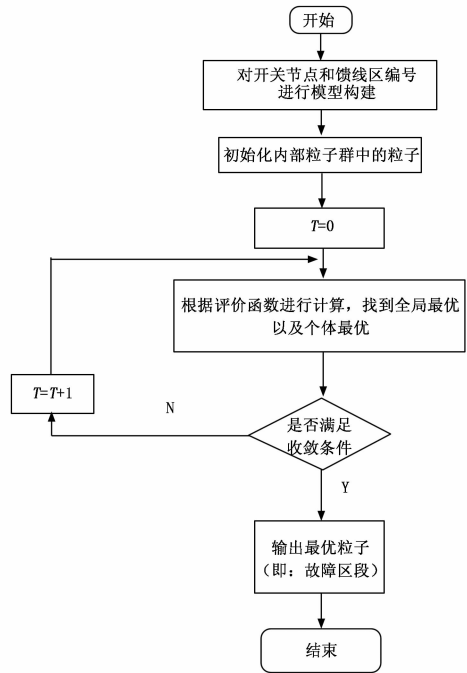 开始
对开关节点和馈线区编号
进行模型构建
初始化内部粒子群中的粒子
T=0
根据评价函数进行计算，找到全局最优
以及个体最优
T=T+1
N
是否满足
收敛条件
Y
输出最优粒子
（即：故障区段）
结束